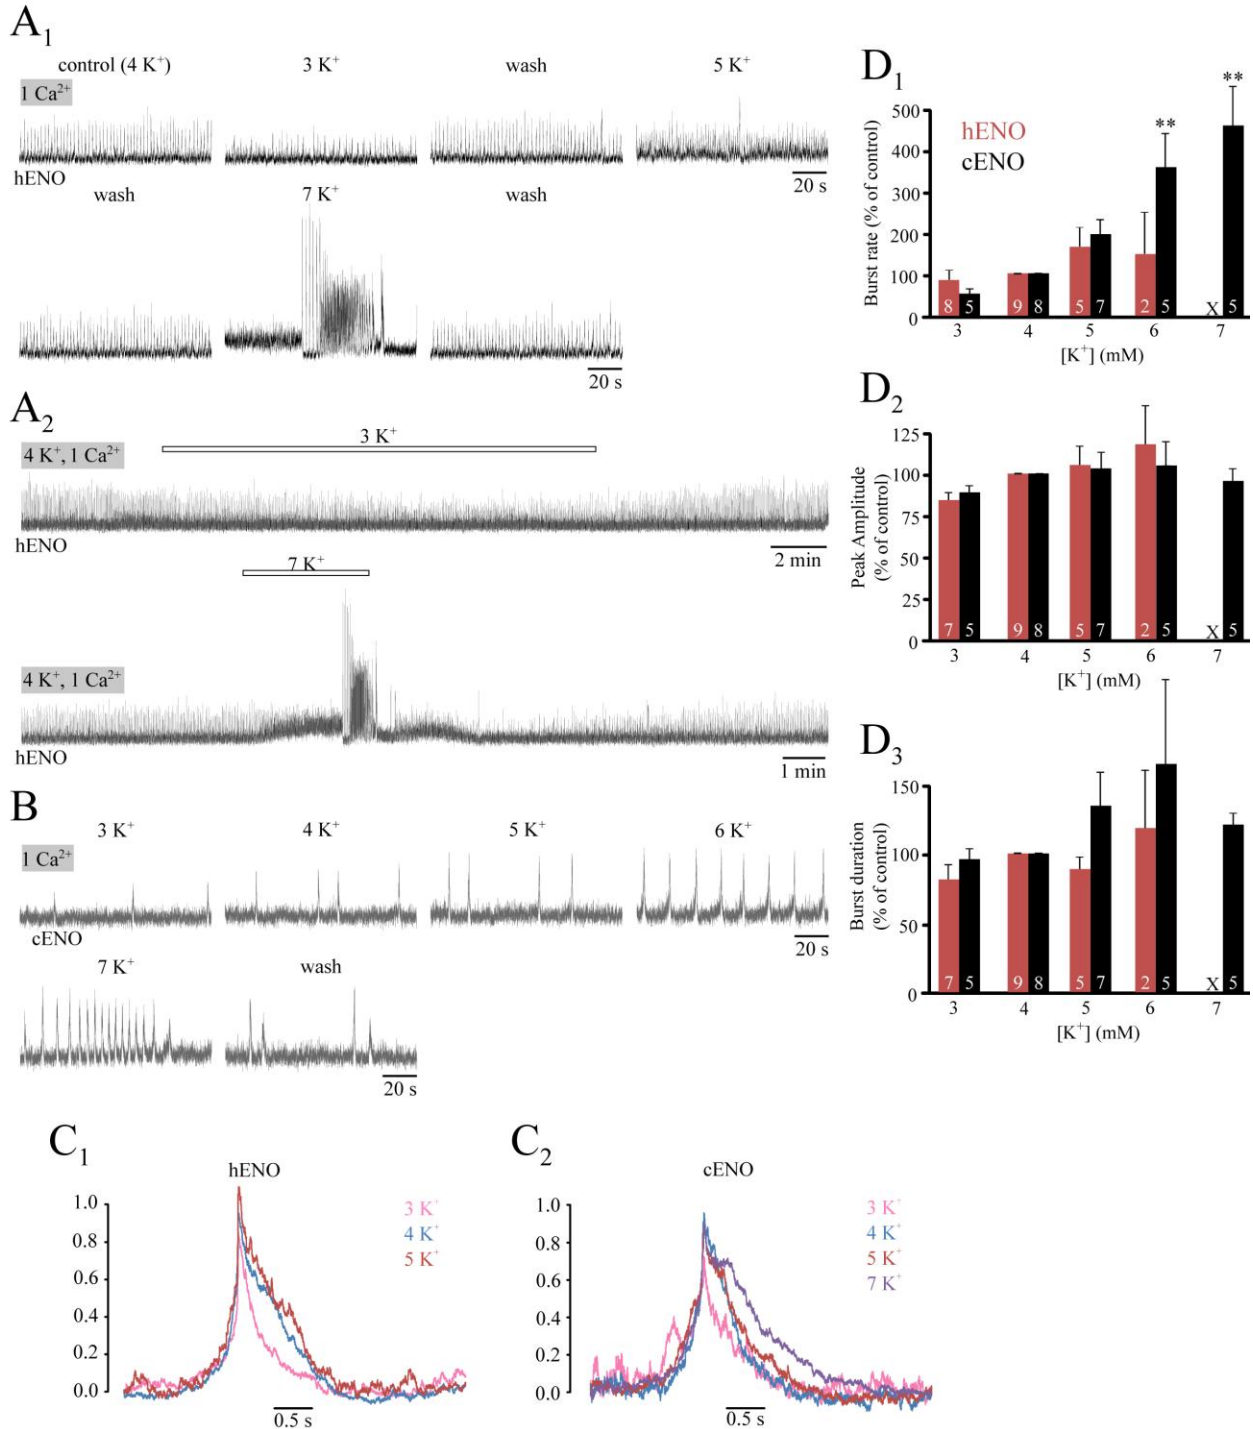 A1
control (4 K⁺) 3 K⁺ wash 5 K⁺
1 Ca²⁺
hENO
20 s
wash 7 K⁺ wash
20 s
A2
3 K⁺
4 K⁺, 1 Ca²⁺
hENO
2 min
7 K⁺
4 K⁺, 1 Ca²⁺
hENO
1 min
B
3 K⁺ 4 K⁺ 5 K⁺ 6 K⁺
1 Ca²⁺
cENO
20 s
7 K⁺ wash
20 s
C1
hENO
1.0
0.8
0.6
0.4
0.2
0.0
3 K⁺
4 K⁺
5 K⁺
0.5 s
C2
cENO
1.0
0.8
0.6
0.4
0.2
0.0
3 K⁺
4 K⁺
5 K⁺
7 K⁺
0.5 s
D1
Burst rate (% of control)
500
400
300
200
100
0
hENO
cENO
**
**
8 5 9 8 5 7 2 5 X 5
3 4 5 6 7
[K⁺] (mM)
D2
Peak Amplitude
(% of control)
125
100
75
50
25
0
7 5 9 8 5 7 2 5 X 5
3 4 5 6 7
[K⁺] (mM)
D3
Burst duration
(% of control)
150
100
50
0
7 5 9 8 5 7 2 5 X 5
3 4 5 6 7
[K⁺] (mM)